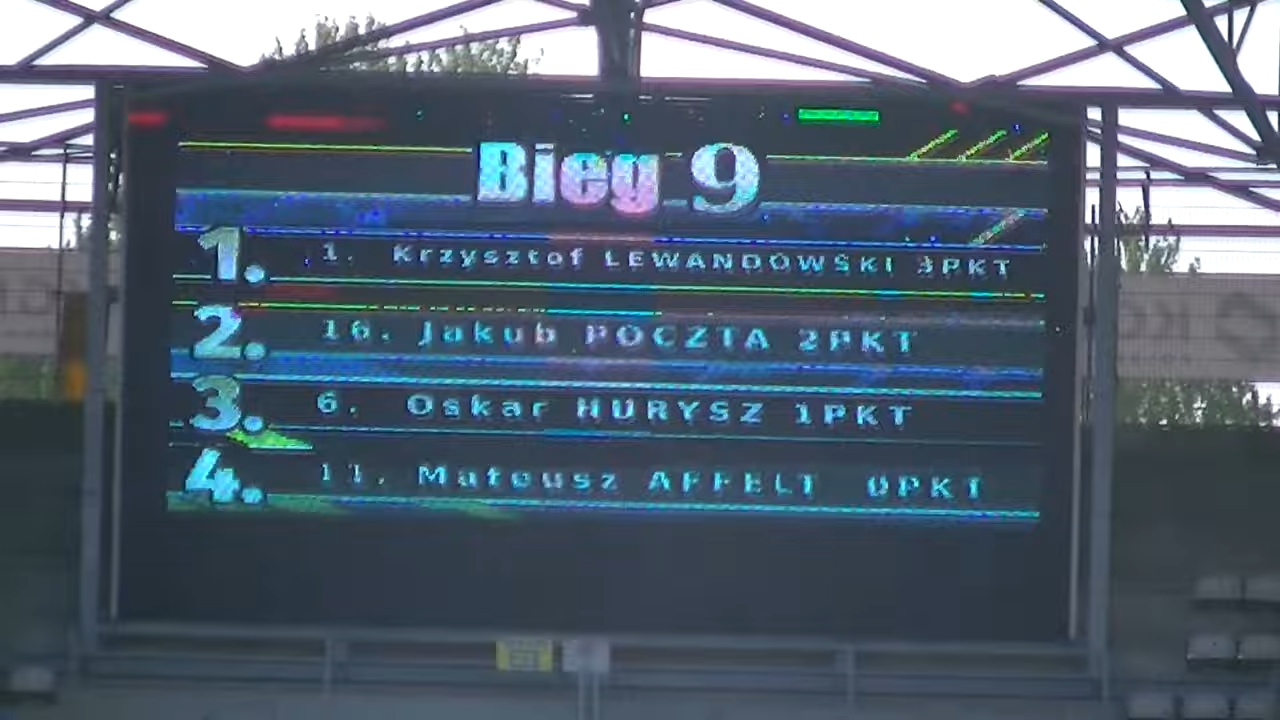 Bieg 9
1. 1. Krzysztof LEWANDOWSKI 3PKT
2. 16. Jakub POCZTA 2PKT
3. 6. Oskar HURYSZ 1PKT
4. 11. Mateusz AFFELT 0PKT